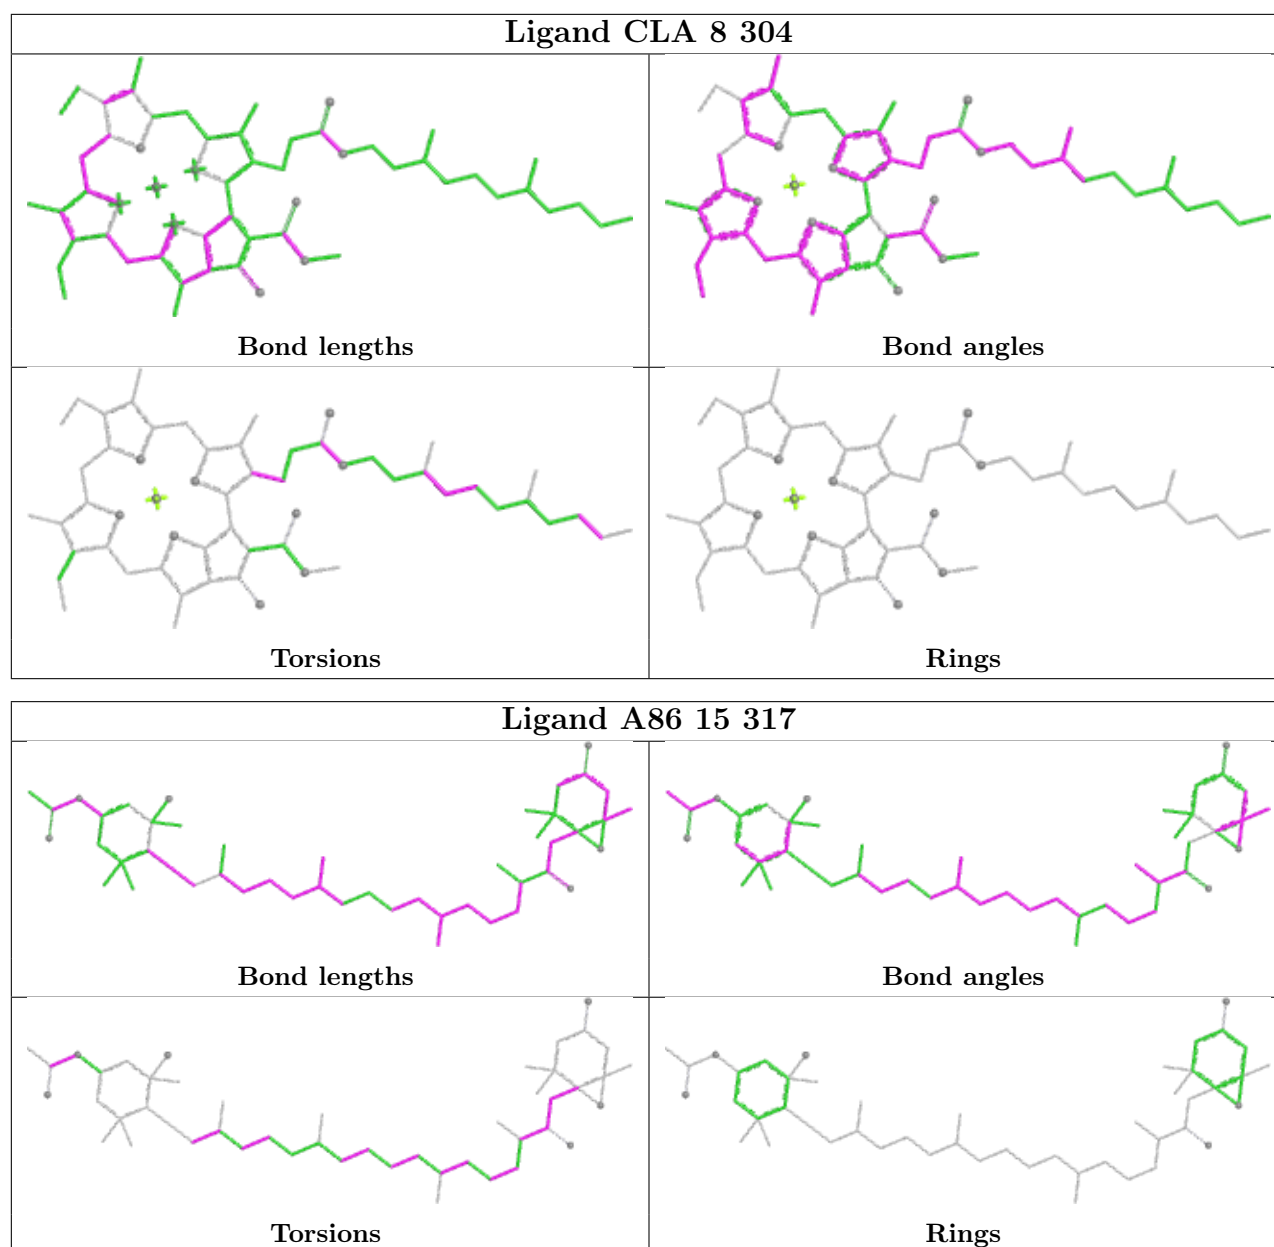 Ligand CLA 8 304
Bond lengths
Bond angles
Torsions
Rings
Ligand A86 15 317
Bond lengths
Bond angles
Torsions
Rings